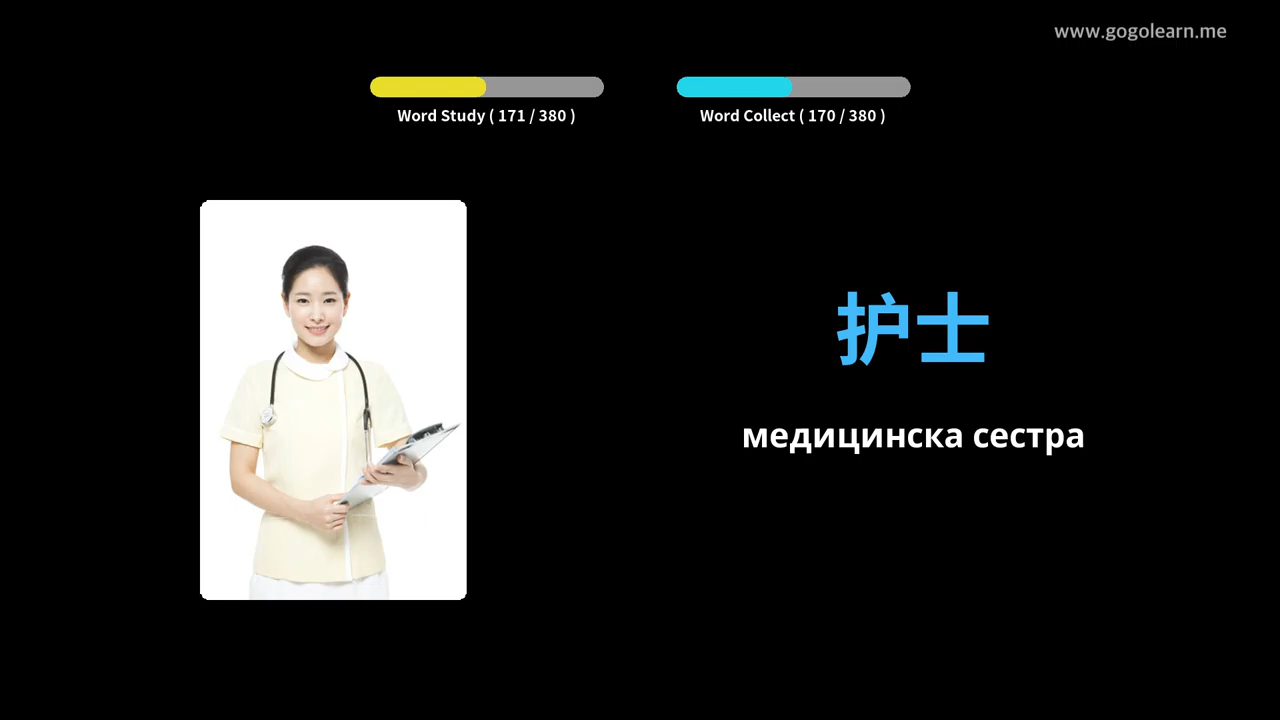 www.gogolearn.me
Word Study ( 171 / 380 )
Word Collect ( 170 / 380 )
护士
медицинска сестра